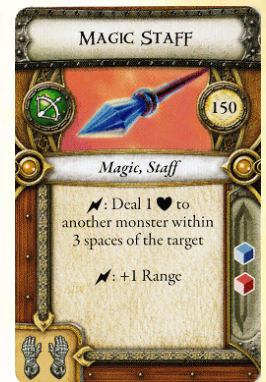 MAGIC STAFF
150
Magic, Staff
: Deal 1 ♥ to
another monster within
3 spaces of the target
: +1 Range